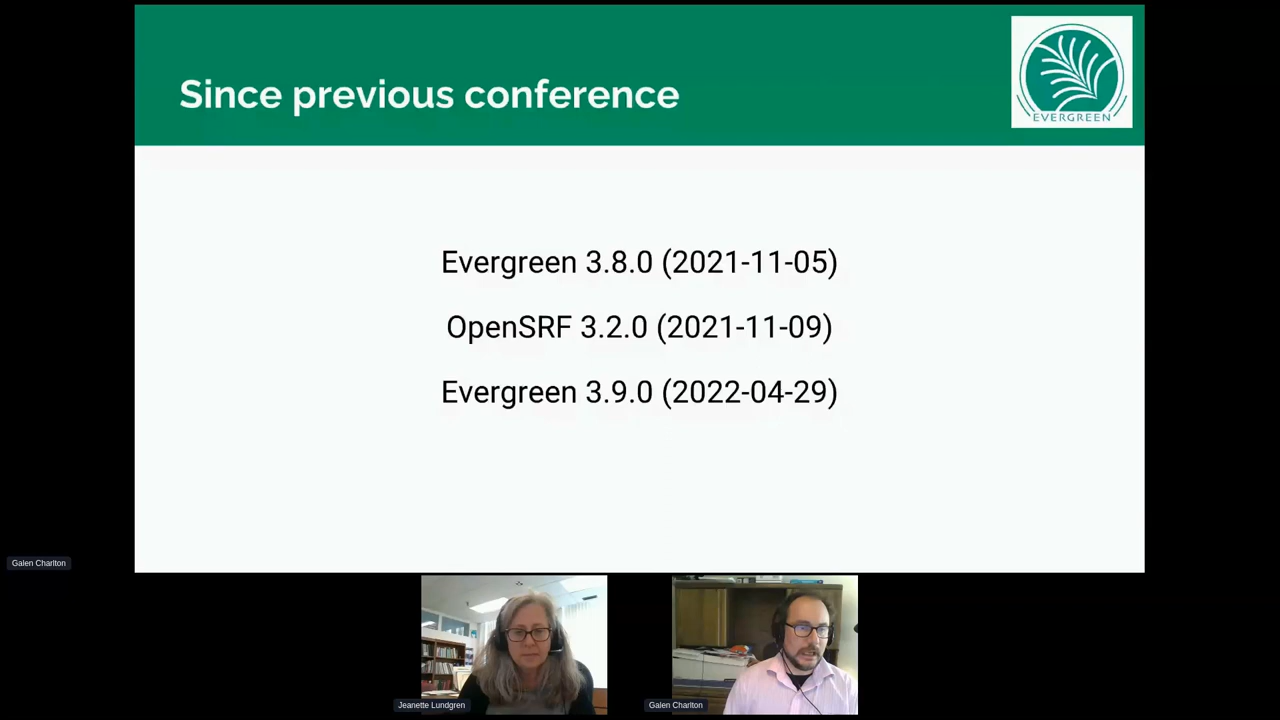 Since previous conference
EVERGREEN
Evergreen 3.8.0 (2021-11-05)
OpenSRF 3.2.0 (2021-11-09)
Evergreen 3.9.0 (2022-04-29)
Galen Charlton
Jeanette Lundgren
Galen Charlton